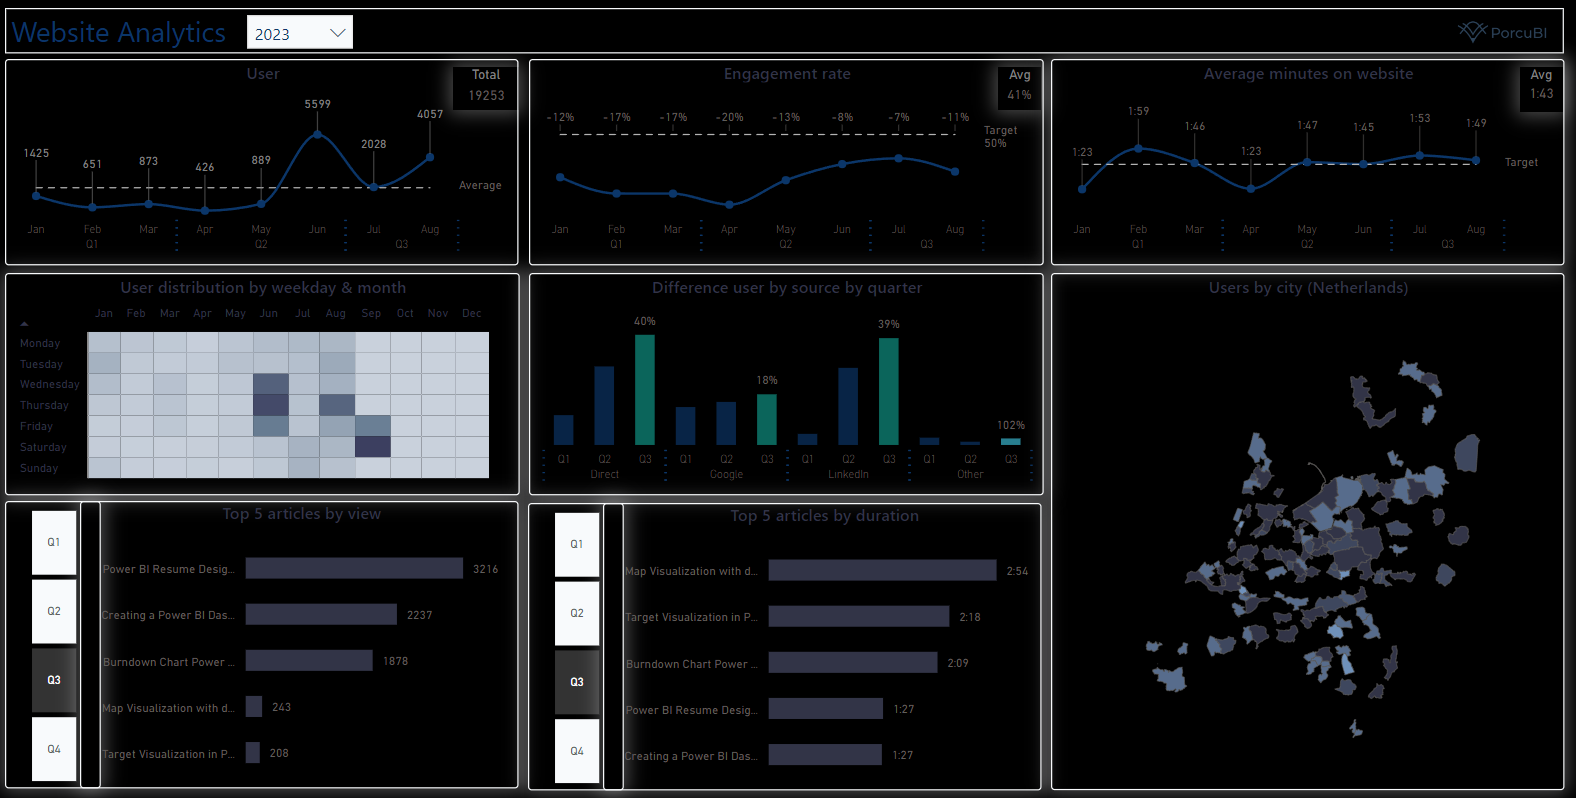 Website Analytics
2023
PorcuBI
User
Total
19253
1425
651
873
426
889
5599
2028
4057
Average
Jan Feb Mar Apr May Jun Jul Aug
Q1 Q2 Q3
Engagement rate
Avg
41%
-12% -17% -17% -20% -13% -8% -7% -11%
Target
50%
Jan Feb Mar Apr May Jun Jul Aug
Q1 Q2 Q3
Average minutes on website
Avg
1:43
1:23
1:59
1:46
1:23
1:47
1:45
1:53
1:49
Target
Jan Feb Mar Apr May Jun Jul Aug
Q1 Q2 Q3
User distribution by weekday & month
Jan Feb Mar Apr May Jun Jul Aug Sep Oct Nov Dec
Monday
Tuesday
Wednesday
Thursday
Friday
Saturday
Sunday
Difference user by source by quarter
40%
18%
39%
102%
Q1 Q2 Q3 Q1 Q2 Q3 Q1 Q2 Q3 Q1 Q2 Q3
Direct Google LinkedIn Other
Users by city (Netherlands)
Top 5 articles by view
Q1
Q2
Q3
Q4
Power BI Resume Desig... 3216
Creating a Power BI Das... 2237
Burndown Chart Power ... 1878
Map Visualization with d... 243
Target Visualization in P... 208
Top 5 articles by duration
Q1
Q2
Q3
Q4
Map Visualization with d... 2:54
Target Visualization in P... 2:18
Burndown Chart Power ... 2:09
Power BI Resume Desig... 1:27
Creating a Power BI Das... 1:27